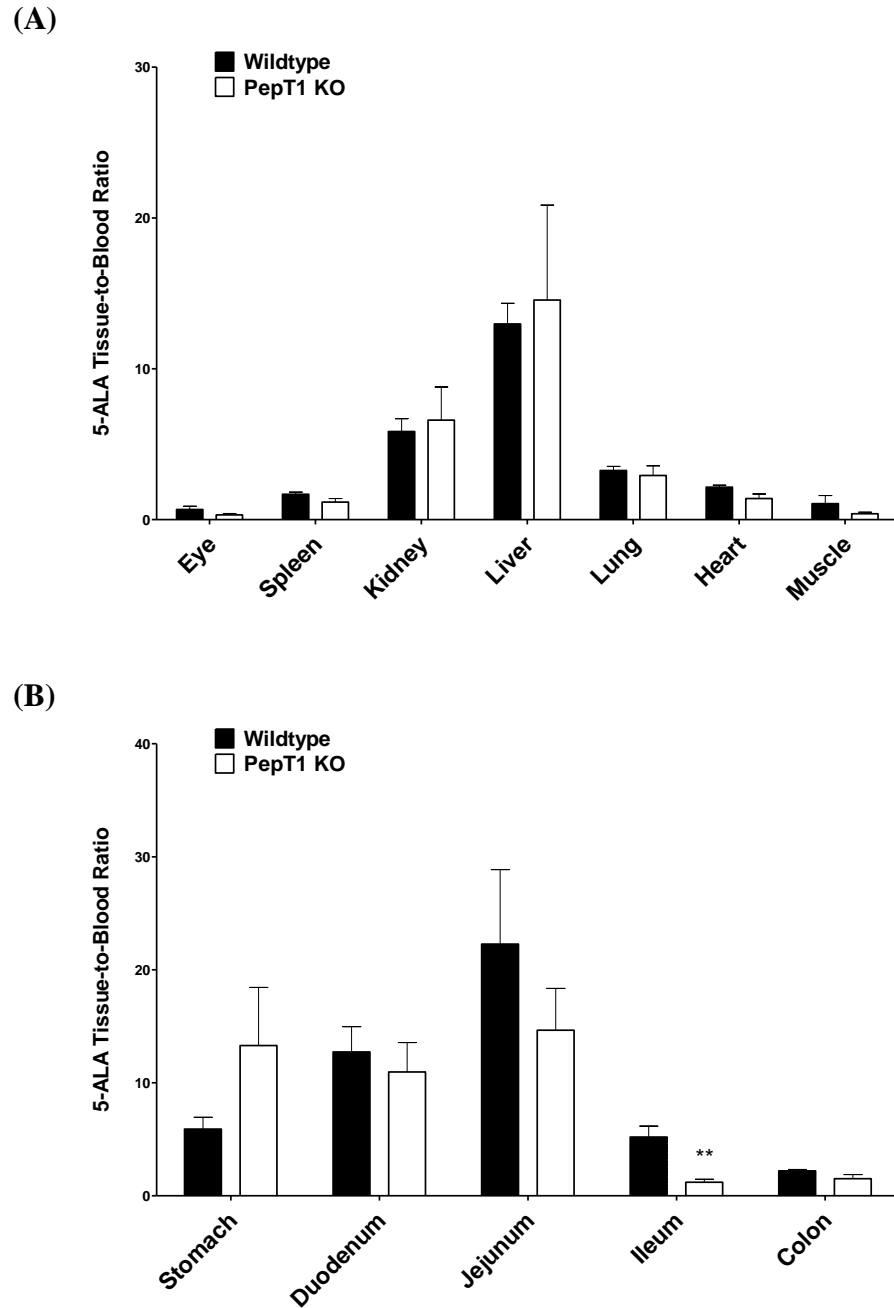 (A)
Wildtype
PepT1 KO
30
20
10
0
5-ALA Tissue-to-Blood Ratio
Eye
Spleen
Kidney
Liver
Lung
Heart
Muscle
(B)
Wildtype
PepT1 KO
40
30
20
10
0
5-ALA Tissue-to-Blood Ratio
**
Stomach
Duodenum
Jejunum
Ileum
Colon